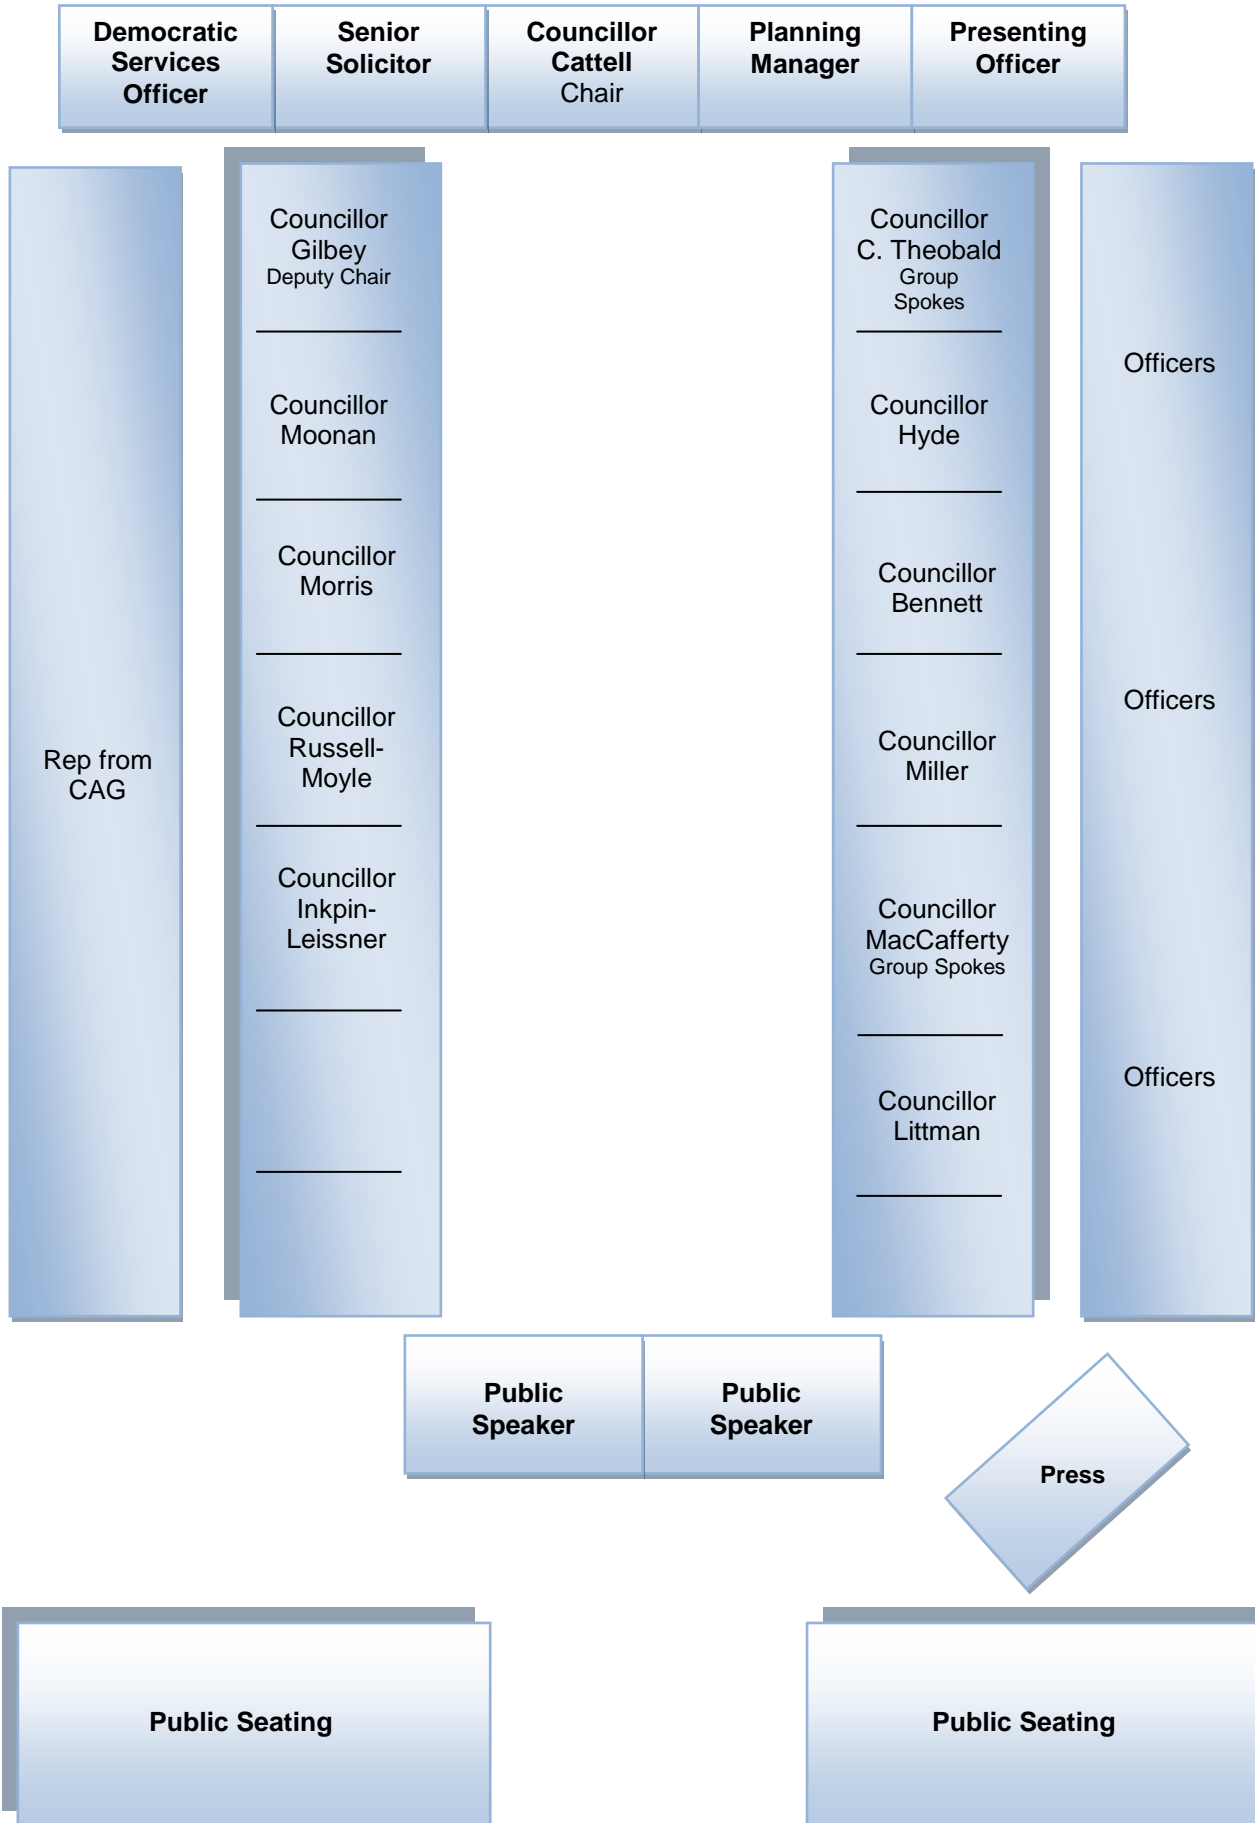 Democratic
Services
Officer
Senior
Solicitor
Councillor
Cattell
Chair
Planning
Manager
Presenting
Officer
Rep from
CAG
Councillor
Gilbey
Deputy Chair
Councillor
Moonan
Councillor
Morris
Councillor
Russell-
Moyle
Councillor
Inkpin-
Leissner
Councillor
C. Theobald
Group
Spokes
Councillor
Hyde
Councillor
Bennett
Councillor
Miller
Councillor
MacCafferty
Group Spokes
Councillor
Littman
Officers
Officers
Officers
Public
Speaker
Public
Speaker
Press
Public Seating
Public Seating